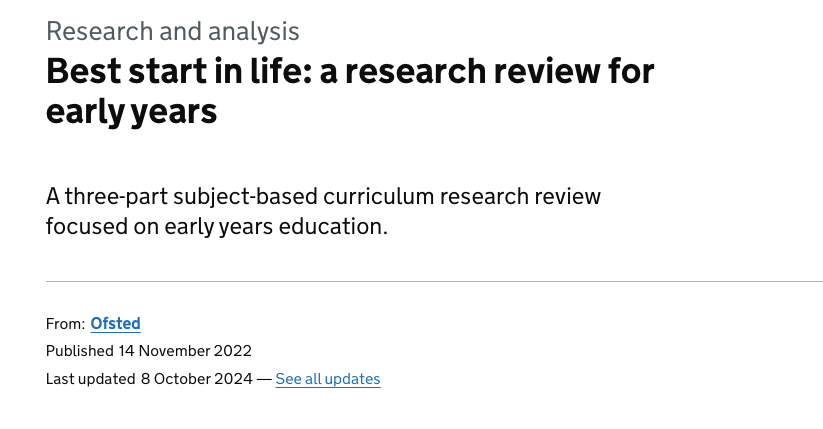 Research and analysis
Best start in life: a research review for
early years
A three-part subject-based curriculum research review
focused on early years education.
From: Ofsted
Published 14 November 2022
Last updated 8 October 2024 — See all updates